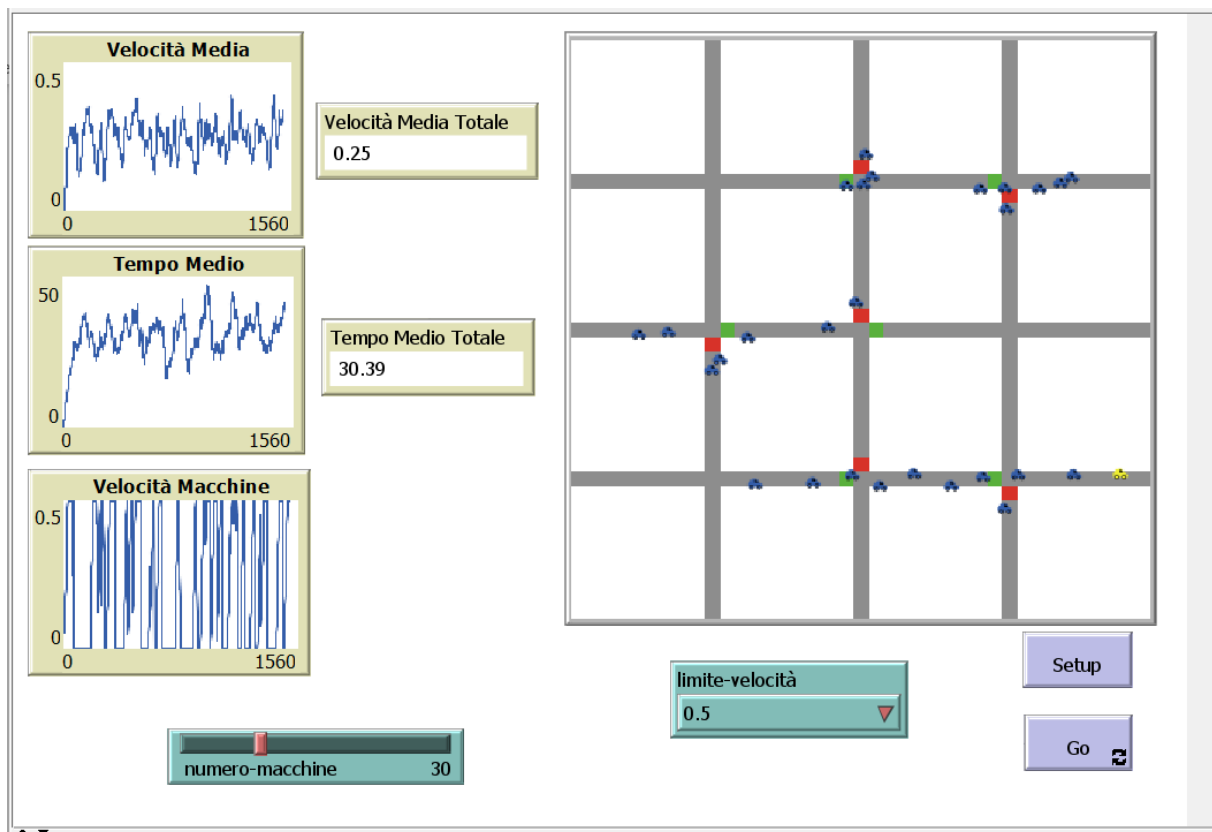 Velocità Media
0.5
0
0
1560
Velocità Media Totale
0.25
Tempo Medio
50
0
0
1560
Tempo Medio Totale
30.39
Velocità Macchine
0.5
0
0
1560
numero-macchine
30
limite-velocità
0.5
Setup
Go